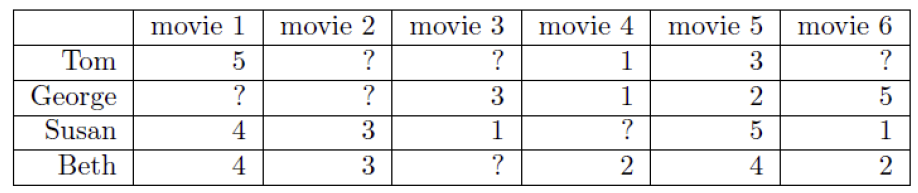 movie 1 movie 2 movie 3 movie 4 movie 5 movie 6
Tom 5 ? ? 1 3 ?
George ? ? 3 1 2 5
Susan 4 3 1 ? 5 1
Beth 4 3 ? 2 4 2